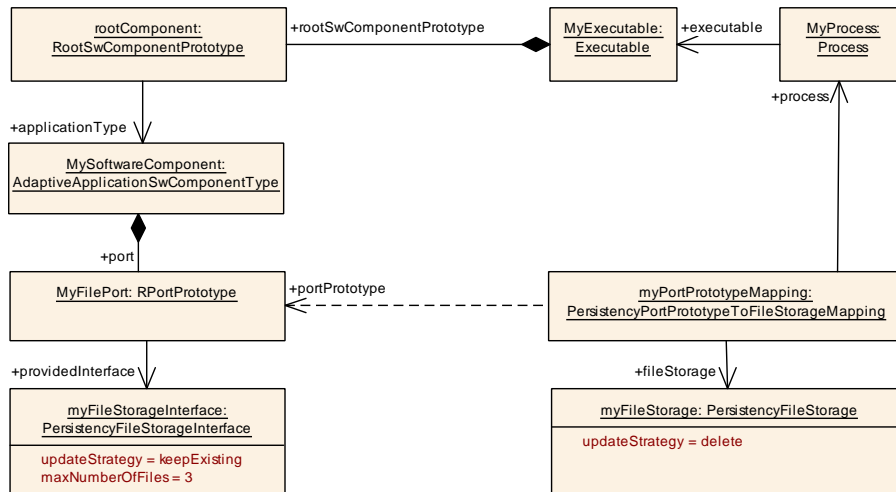 rootComponent:
RootSwComponentPrototype
+rootSwComponentPrototype
MyExecutable:
Executable
+executable
MyProcess:
Process
+process
+applicationType
MySoftwareComponent:
AdaptiveApplicationSwComponentType
+port
MyFilePort: RPortPrototype
+portPrototype
myPortPrototypeMapping:
PersistencyPortPrototypeToFileStorageMapping
+providedInterface
+fileStorage
myFileStorageInterface:
PersistencyFileStorageInterface
updateStrategy = keepExisting
maxNumberOfFiles = 3
myFileStorage: PersistencyFileStorage
updateStrategy = delete